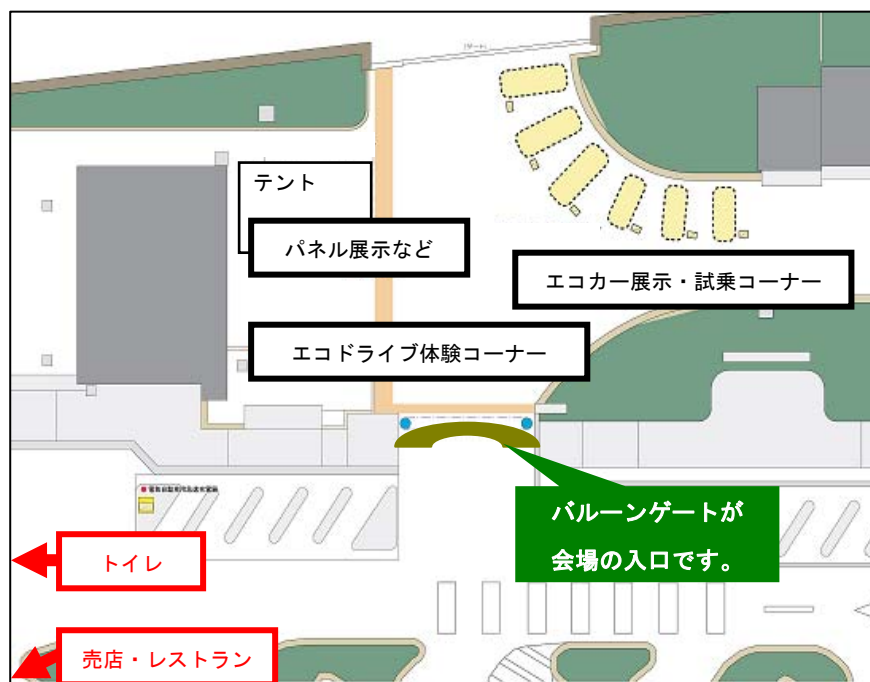 テント
パネル展示など
エコカー展示・試乗コーナー
エコドライブ体験コーナー
バルーンゲートが
会場の入口です。
トイレ
売店・レストラン